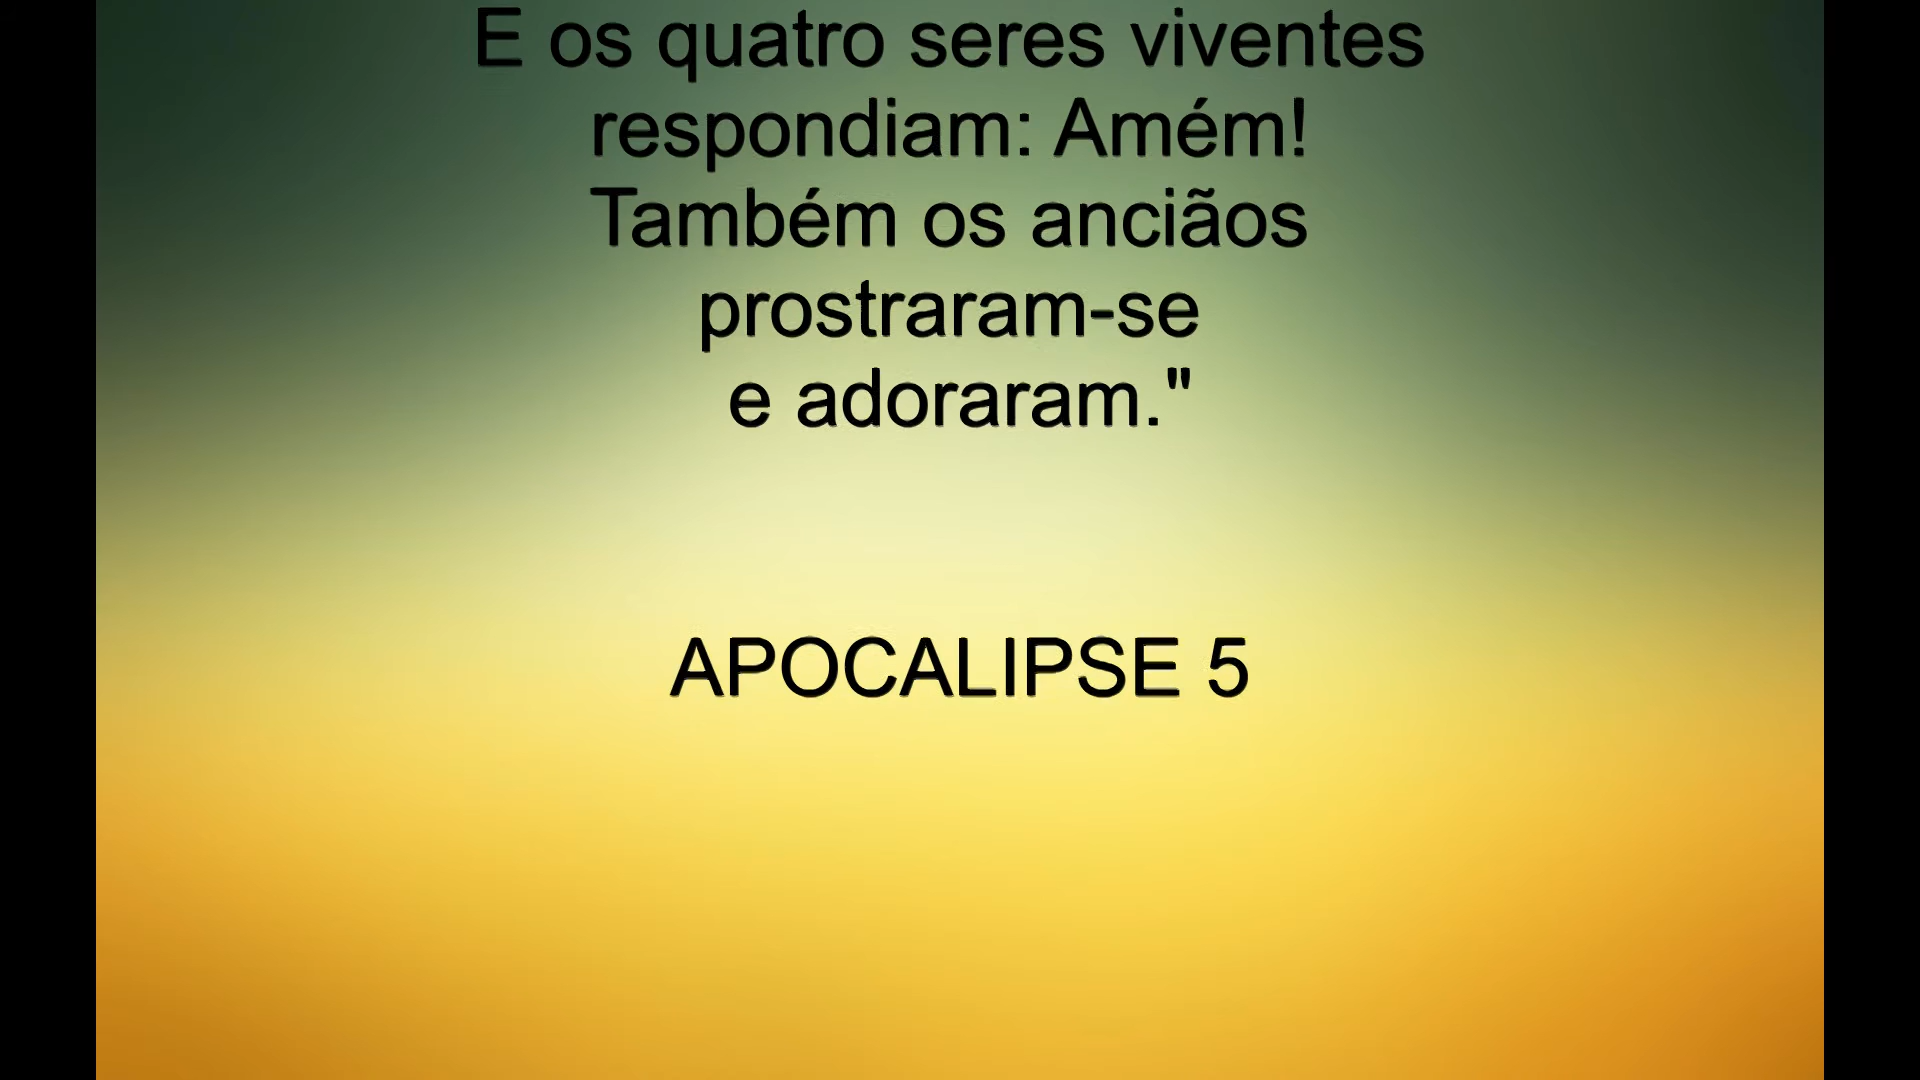 E os quatro seres viventes
respondiam: Amém!
Também os anciãos
prostraram-se
e adoraram."
APOCALIPSE 5